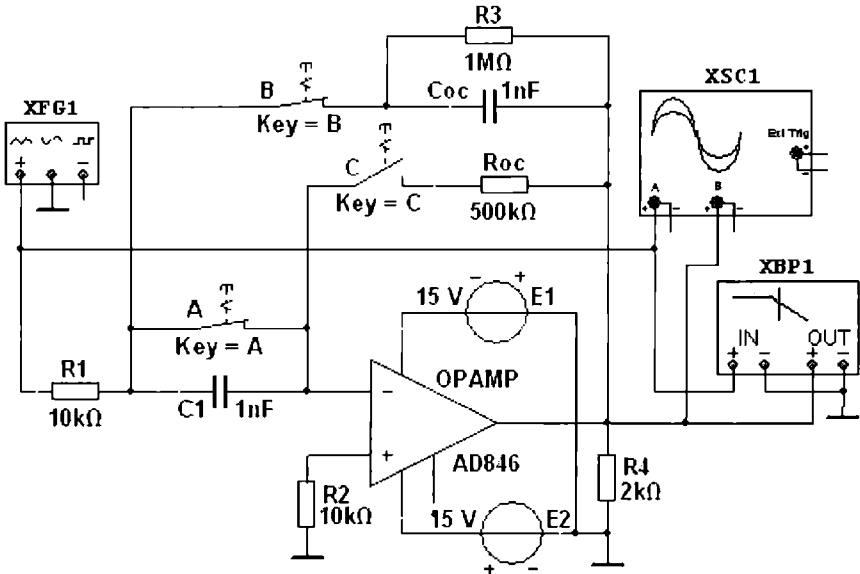 R3
1MΩ
B
Coc
1nF
XSC1
XFG1
Key = B
Ext Trig
C
Roc
Key = C
500kΩ
A
B
XBP1
15 V
E1
A
Key = A
IN
OUT
R1
OPAMP
10kΩ
C1
1nF
AD846
R4
R2
2kΩ
10kΩ
15 V
E2